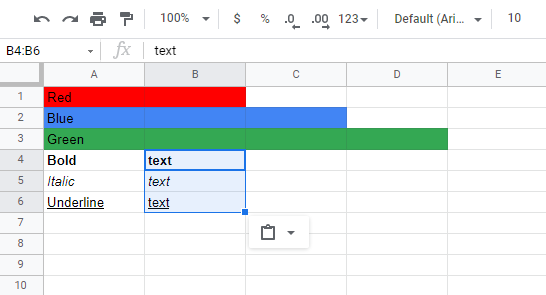 100% $ % .0 .00 123 Default (Ari... 10
B4:B6 fx text
A B C D E
1 Red
2 Blue
3 Green
4 Bold text
5 Italic text
6 Underline text
7
8
9
10